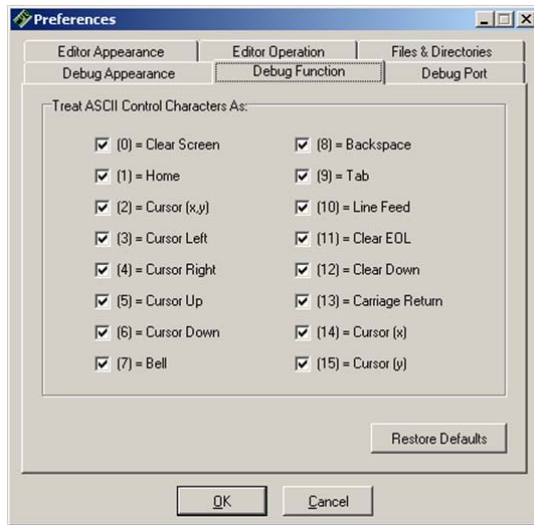 Preferences
Editor Appearance Editor Operation Files & Directories
Debug Appearance Debug Function Debug Port
Treat ASCII Control Characters As:
(0) = Clear Screen (8) = Backspace
(1) = Home (9) = Tab
(2) = Cursor (x,y) (10) = Line Feed
(3) = Cursor Left (11) = Clear EOL
(4) = Cursor Right (12) = Clear Down
(5) = Cursor Up (13) = Carriage Return
(6) = Cursor Down (14) = Cursor (x)
(7) = Bell (15) = Cursor (y)
Restore Defaults
OK Cancel